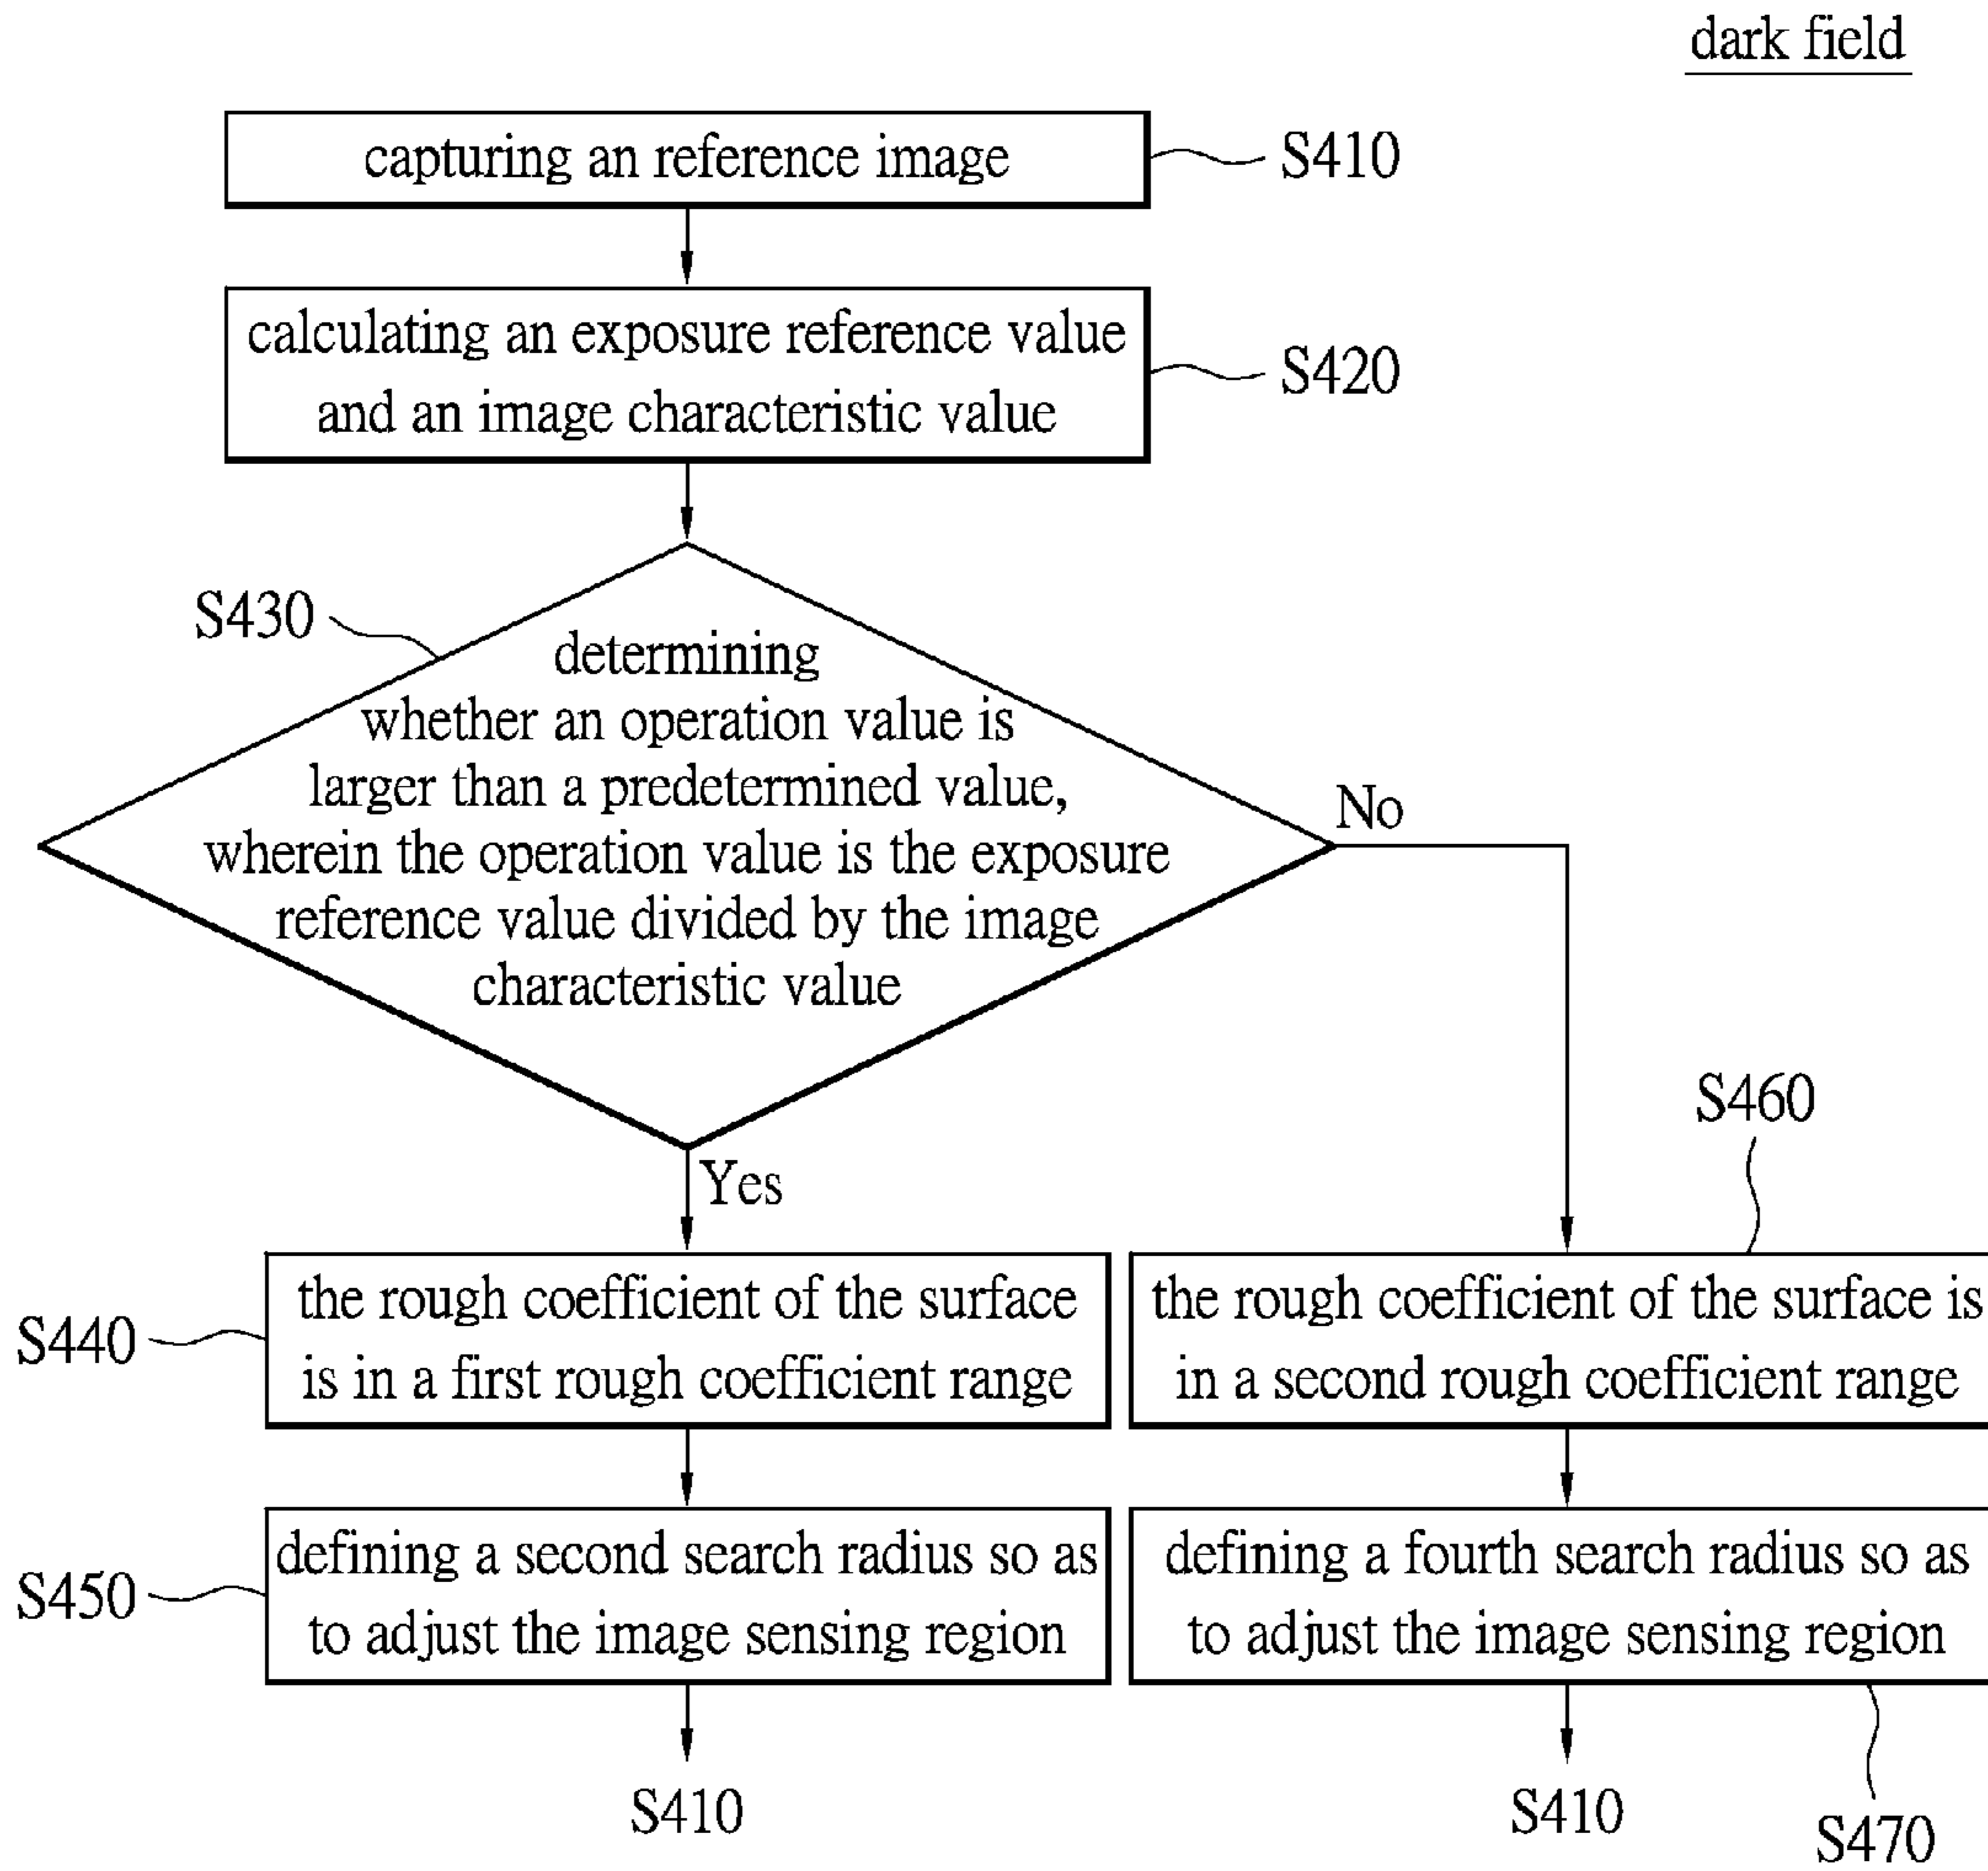 dark field
capturing an reference image
S410
calculating an exposure reference value
and an image characteristic value
S420
S430
determining
whether an operation value is
larger than a predetermined value,
wherein the operation value is the exposure
reference value divided by the image
characteristic value
No
Yes
S460
S440
the rough coefficient of the surface
is in a first rough coefficient range
the rough coefficient of the surface is
in a second rough coefficient range
S450
defining a second search radius so as
to adjust the image sensing region
defining a fourth search radius so as
to adjust the image sensing region
S410
S410
S470